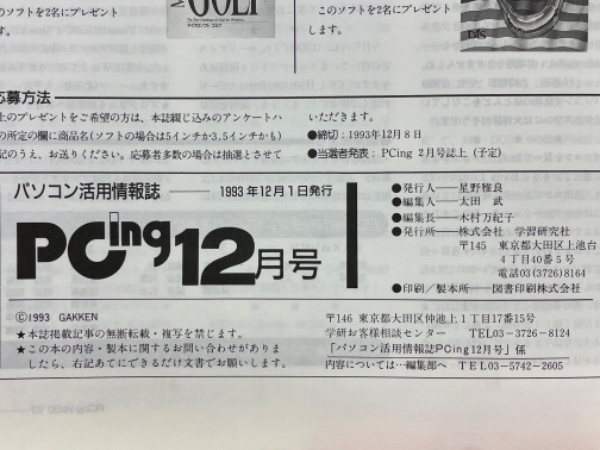 このソフトを2名にプレゼント
す。
GOLF
このソフトを2名にプレゼント
します。
応募方法
上のプレゼントをご希望の方は、本誌綴じ込みのアンケートハ
の所定の欄に商品名(ソフトの場合は5インチか3.5インチかも)
記のうえ、お送りください。応募者多数の場合は抽選とさせて
いただきます。
●締切:1993年12月8日
●当選者発表:PCing 2月号誌上(予定)
パソコン活用情報誌 ―― 1993年12月1日発行
PCing12月号
●発行人――星野雅良
●編集人――太田 武
●編集長――木村万紀子
●発行所――株式会社 学習研究社
〒145 東京都大田区上池台
4丁目40番5号
電話03(3726)8164
●印刷/製本所――図書印刷株式会社
©1993 GAKKEN
★本誌掲載記事の無断転載・複写を禁じます。
★この本の内容・製本に関するお問い合わせがありま
したら、右記あてにできるだけ文書でお願いします。
〒146 東京都大田区仲池上1丁目17番15号
学研お客様相談センター TEL03-3726-8124
「パソコン活用情報誌PCing12月号」係
内容については…編集部へ TEL03-5742-2605